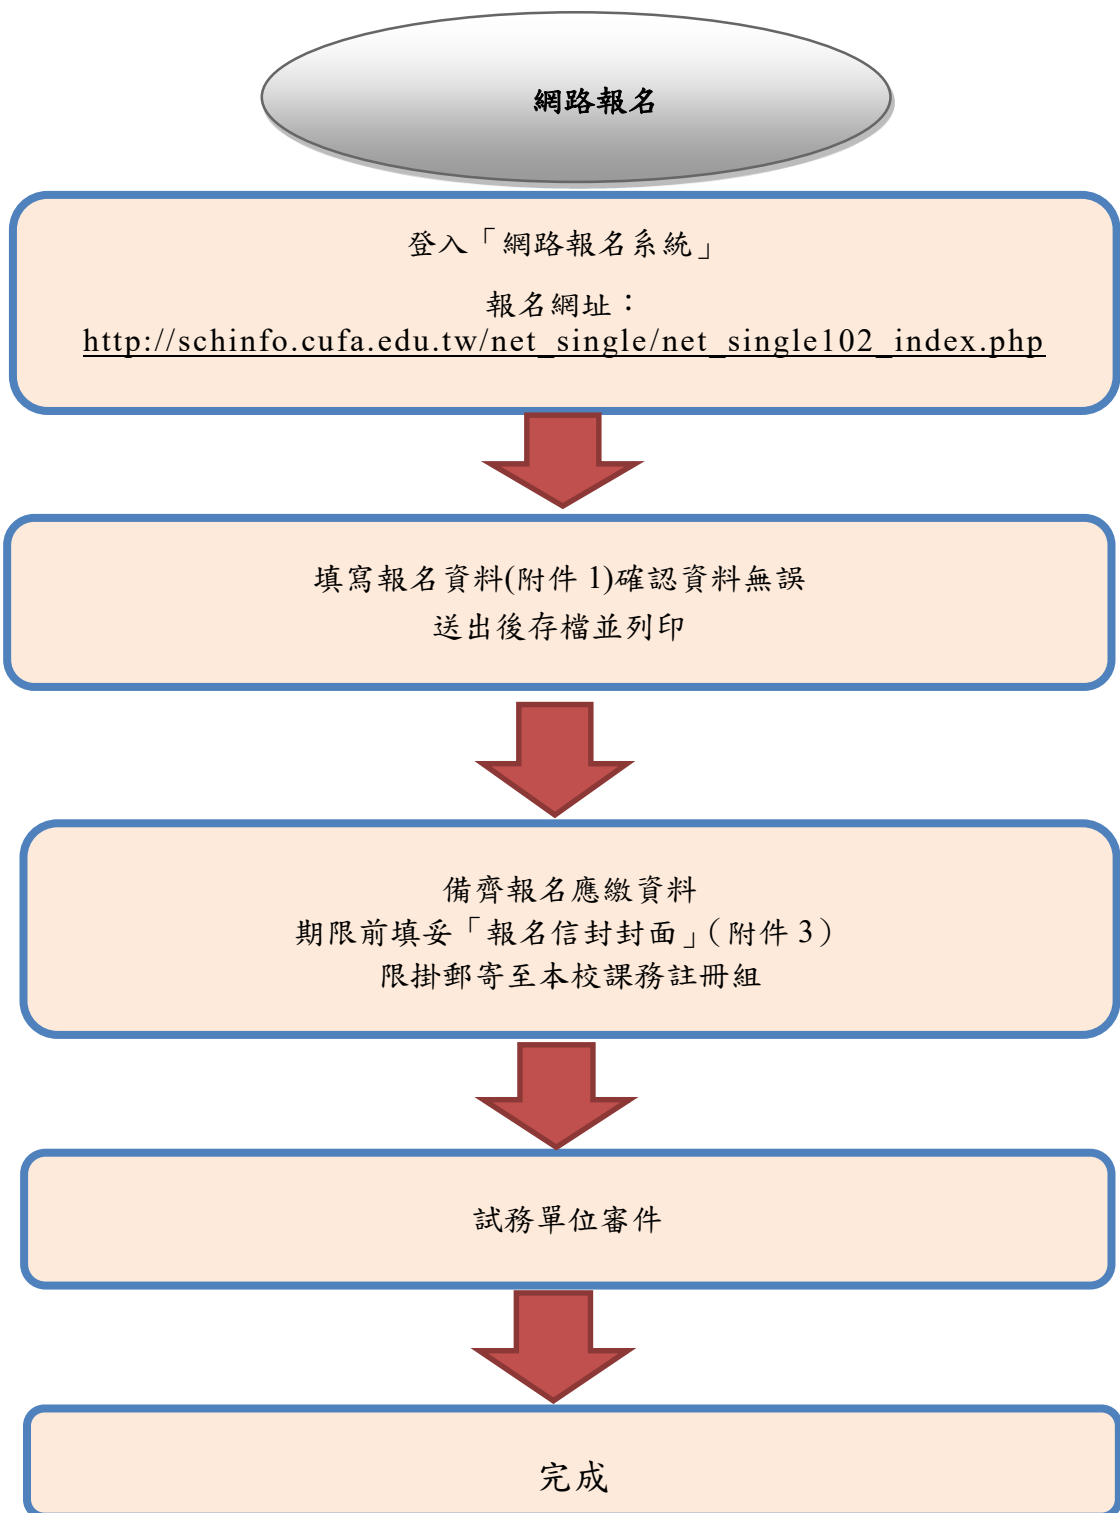 網路報名
登入「網路報名系統」
報名網址：
http://schinfo.cufa.edu.tw/net_single/net_single102_index.php
填寫報名資料(附件 1)確認資料無誤
送出後存檔並列印
備齊報名應繳資料
期限前填妥「報名信封封面」（附件 3）
限掛郵寄至本校課務註冊組
試務單位審件
完成